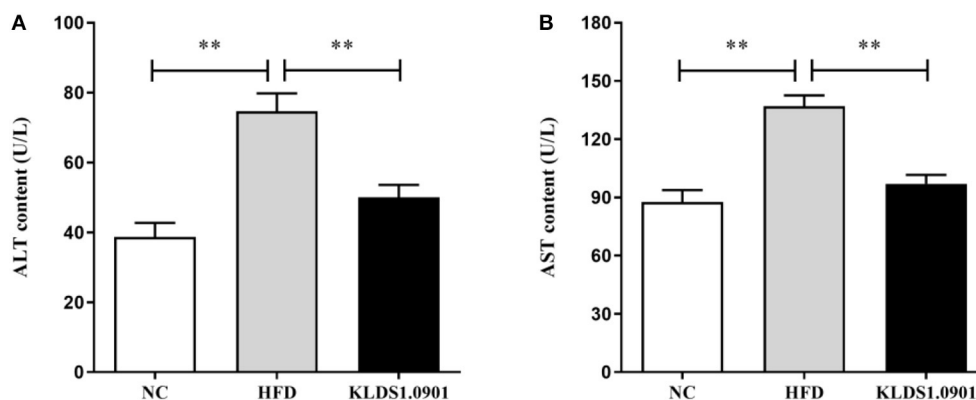 A
ALT content (U/L)
100
80
60
40
20
0
** **
NC HFD KLDS1.0901
B
AST content (U/L)
180
150
120
90
60
30
0
** **
NC HFD KLDS1.0901